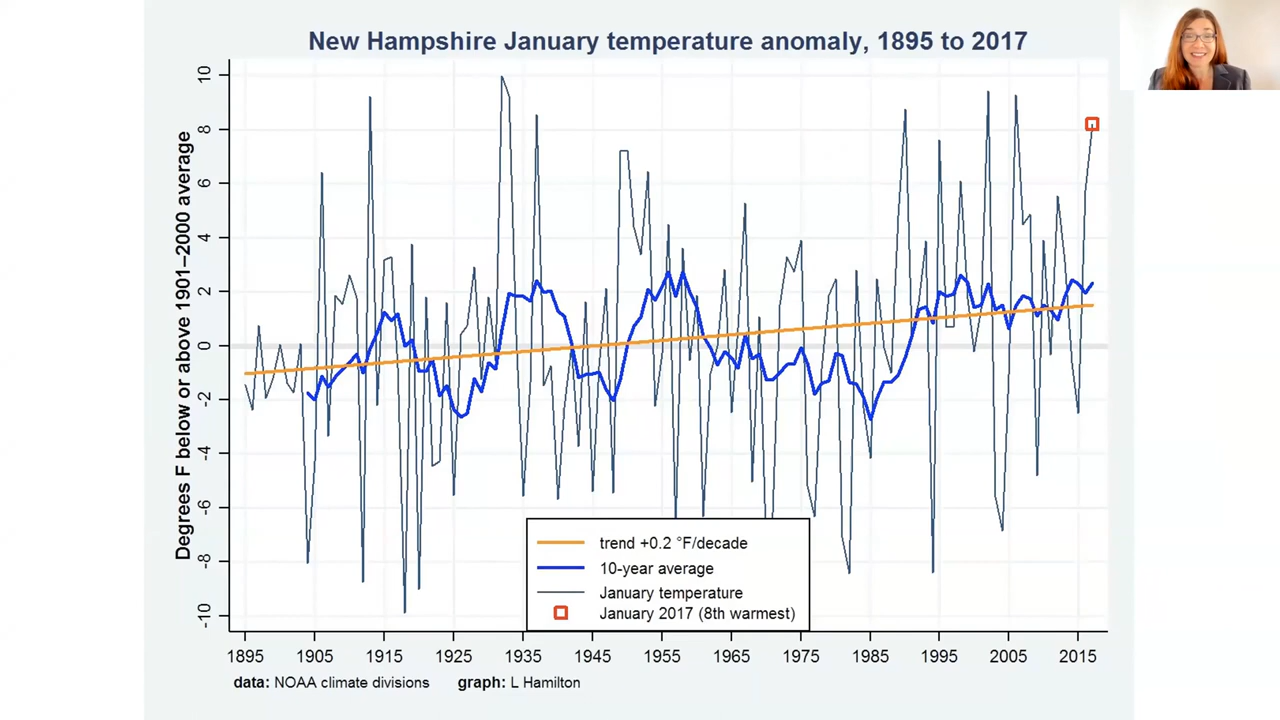 New Hampshire January temperature anomaly, 1895 to 2017
Degrees F below or above 1901–2000 average
10
8
6
4
2
0
-2
-4
-6
-8
-10
trend +0.2 °F/decade
10-year average
January temperature
January 2017 (8th warmest)
1895 1905 1915 1925 1935 1945 1955 1965 1975 1985 1995 2005 2015
data: NOAA climate divisions graph: L Hamilton